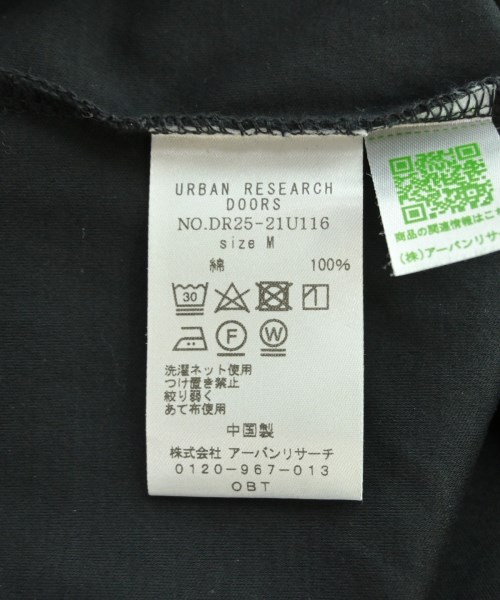 URBAN RESEARCH
DOORS
NO.DR25-21U116
size M
綿 100%
30
F
W
洗濯ネット使用
つけ置き禁止
絞り弱く
あて布使用
中国製
株式会社 アーバンリサーチ
0120-967-013
OBT
商品の関連情報はこ
(株)アーバンリサー